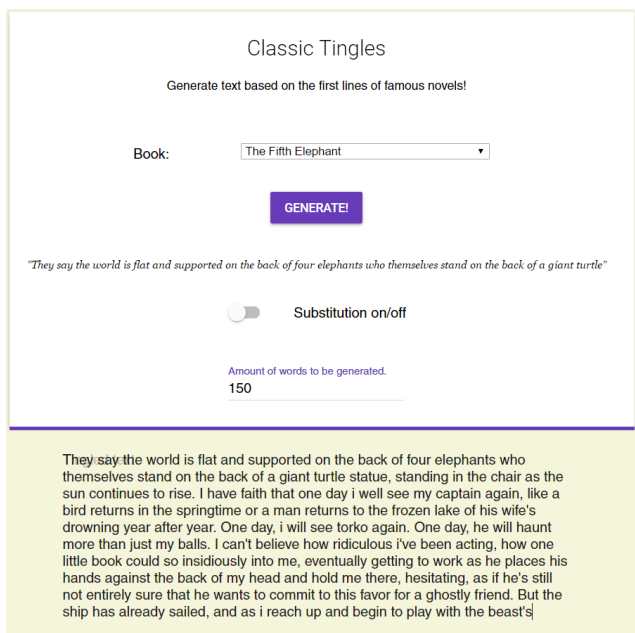 Classic Tingles
Generate text based on the first lines of famous novels!
Book: The Fifth Elephant
GENERATE!
"They say the world is flat and supported on the back of four elephants who themselves stand on the back of a giant turtle"
Substitution on/off
Amount of words to be generated.
150
They say the world is flat and supported on the back of four elephants who
themselves stand on the back of a giant turtle statue, standing in the chair as the
sun continues to rise. I have faith that one day i well see my captain again, like a
bird returns in the springtime or a man returns to the frozen lake of his wife's
drowning year after year. One day, i will see torko again. One day, he will haunt
more than just my balls. I can't believe how ridiculous i've been acting, how one
little book could so insidiously into me, eventually getting to work as he places his
hands against the back of my head and hold me there, hesitating, as if he's still
not entirely sure that he wants to commit to this favor for a ghostly friend. But the
ship has already sailed, and as i reach up and begin to play with the beast's